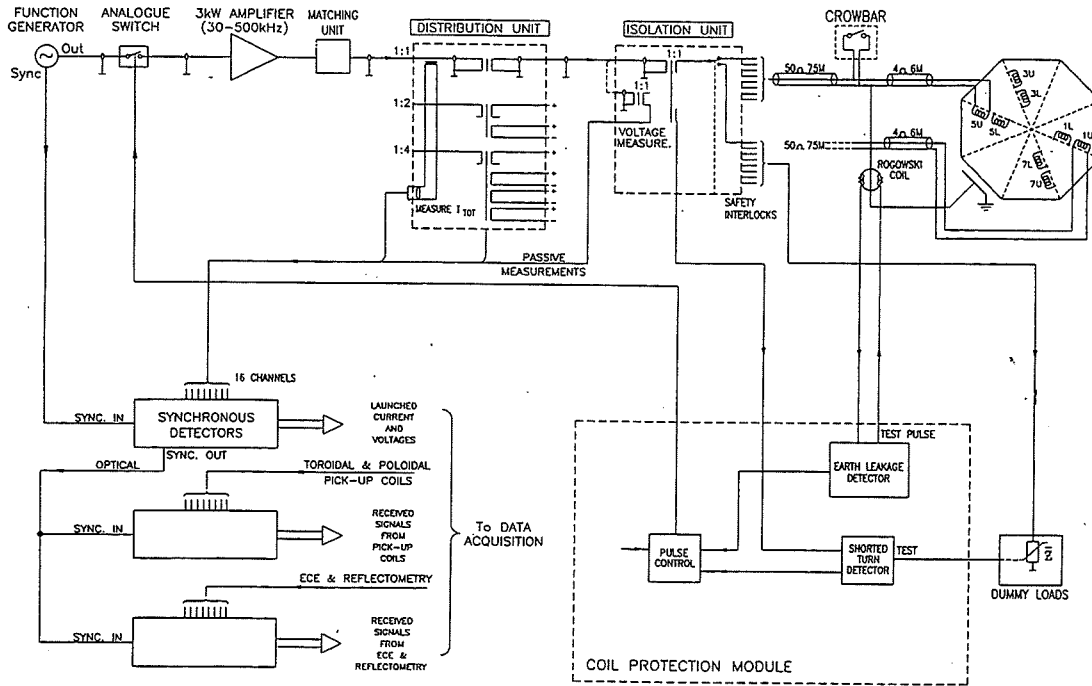 FUNCTION
GENERATOR
Out
Sync
ANALOGUE
SWITCH
3kW AMPLIFIER
(30-500kHz)
MATCHING
UNIT
DISTRIBUTION UNIT
1:1
1:2
1:4
MEASURE I TOT
ISOLATION UNIT
1:1
1:1
VOLTAGE
MEASURE.
SAFETY
INTERLOCKS
CROWBAR
50Ω 75M
4Ω 6M
50Ω 75M
4Ω 6M
ROGOWSKI
COIL
3U
3L
5U
5L
1L
1U
7L
7U
PASSIVE
MEASUREMENTS
16 CHANNELS
SYNC. IN
SYNCHRONOUS
DETECTORS
SYNC. OUT
LAUNCHED
CURRENT
AND
VOLTAGES
OPTICAL
TOROIDAL & POLOIDAL
PICK-UP COILS
SYNC. IN
RECEIVED
SIGNALS
FROM
PICK-UP
COILS
To DATA
ACQUISITION
ECE & REFLECTOMETRY
SYNC. IN
RECEIVED
SIGNALS
FROM
ECE &
REFLECTOMETRY
TEST PULSE
EARTH LEAKAGE
DETECTOR
PULSE
CONTROL
SHORTED
TURN
DETECTOR
TEST
DUMMY LOADS
COIL PROTECTION MODULE